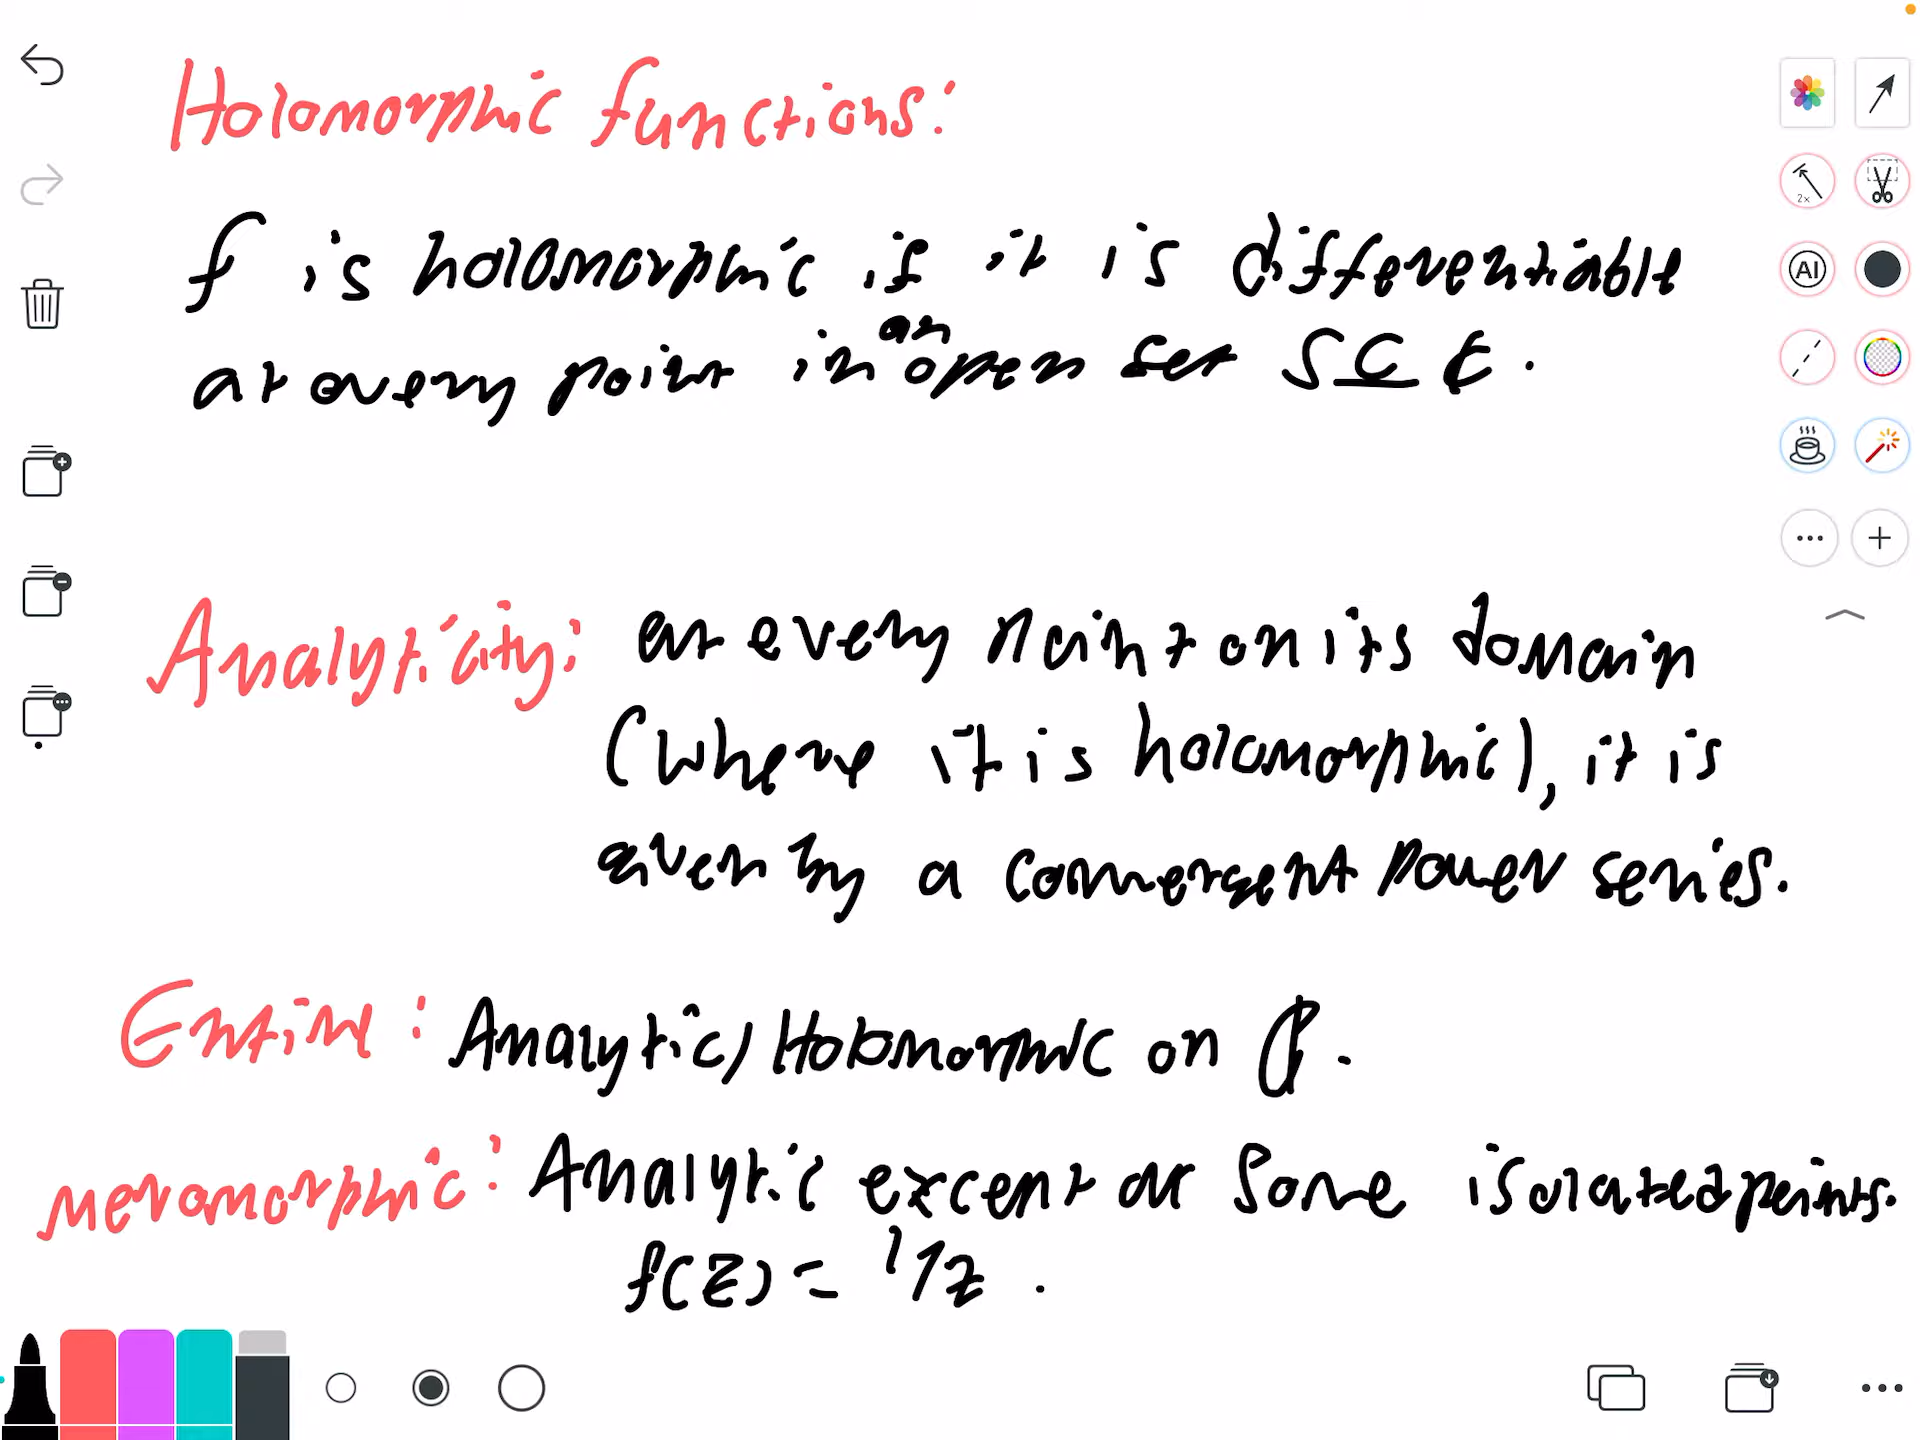 Holomorphic functions:
f is holomorphic if it is differentiable
an
at every point in open set S ⊆ ℂ.
Analyticity: at every point on its domain
(where it is holomorphic), it is
given by a convergent power series.
Entire: Analytic/Holomorphic on ℂ.
meromorphic: Analytic except at some isolated points.
f(z) = 1/z.
2x
AI